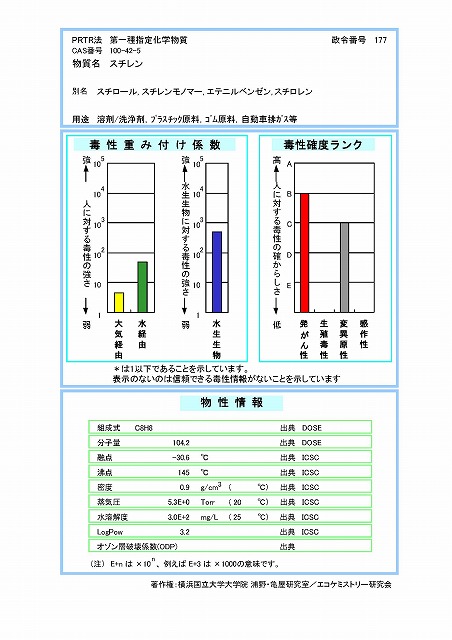 PRTR法 第一種指定化学物質 政令番号 177
CAS番号 100-42-5
物質名 スチレン
別名 スチロール,スチレンモノマー,エテニルベンゼン,スチロレン
用途 溶剤/洗浄剤,プラスチック原料,ゴム原料,自動車排ガス等
毒性重み付け係数
強
人に対する毒性の強さ
弱
10⁵
10⁴
10³
10²
10
1
大気経由
水経由
強
水生生物に対する毒性の強さ
弱
10⁵
10⁴
10³
10²
10
1
水生生物
毒性確度ランク
高
人に対する毒性の確からしさ
低
A
B
C
D
E
発がん性
生殖毒性
変異原性
感作性
*は1以下であることを示しています。
表示のないのは信頼できる毒性情報がないことを示しています
物性情報
組成式 C8H8 出典 DOSE
分子量 104.2 出典 DOSE
融点 -30.6 ℃ 出典 ICSC
沸点 145 ℃ 出典 ICSC
密度 0.9 g/cm³ ( ℃) 出典 ICSC
蒸気圧 5.3E+0 Torr (20 ℃) 出典 ICSC
水溶解度 3.0E+2 mg/L (25 ℃) 出典 ICSC
LogPow 3.2 出典 ICSC
オゾン層破壊係数(ODP) 出典
(注) E+n は ×10ⁿ、例えば E+3 は ×1000の意味です。
著作権:横浜国立大学大学院 浦野・亀屋研究室/エコケミストリー研究会